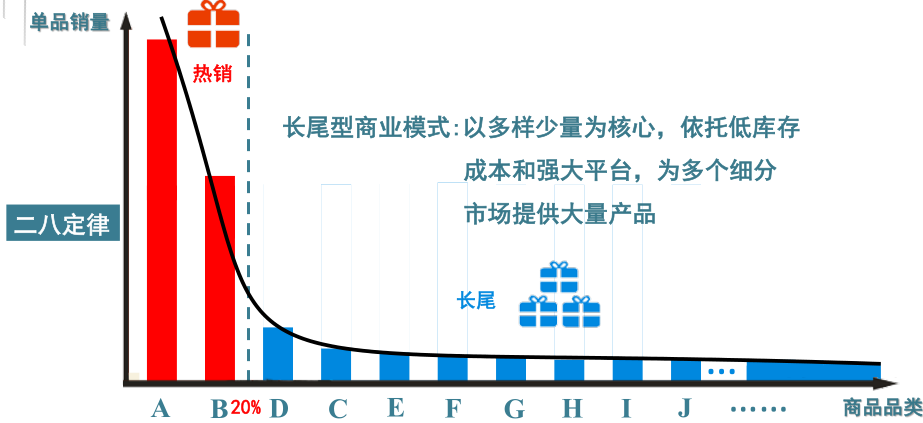 单品销量
热销
长尾型商业模式:以多样少量为核心，依托低库存
成本和强大平台，为多个细分
市场提供大量产品
二八定律
长尾
A B 20% D C E F G H I J ······
商品品类